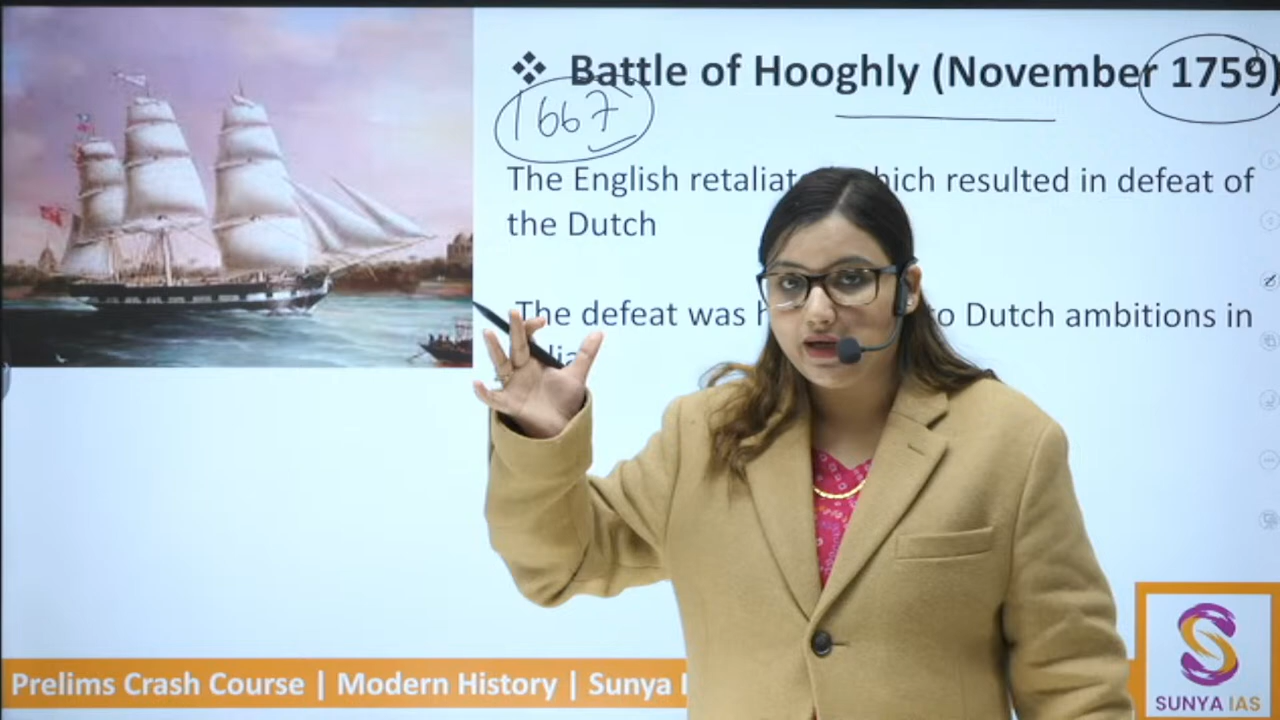 ❖ Battle of Hooghly (November 1759)
1667
The English retaliat hich resulted in defeat of
the Dutch
The defeat was h o Dutch ambitions in
dia
Prelims Crash Course | Modern History | Sunya I
SUNYA IAS